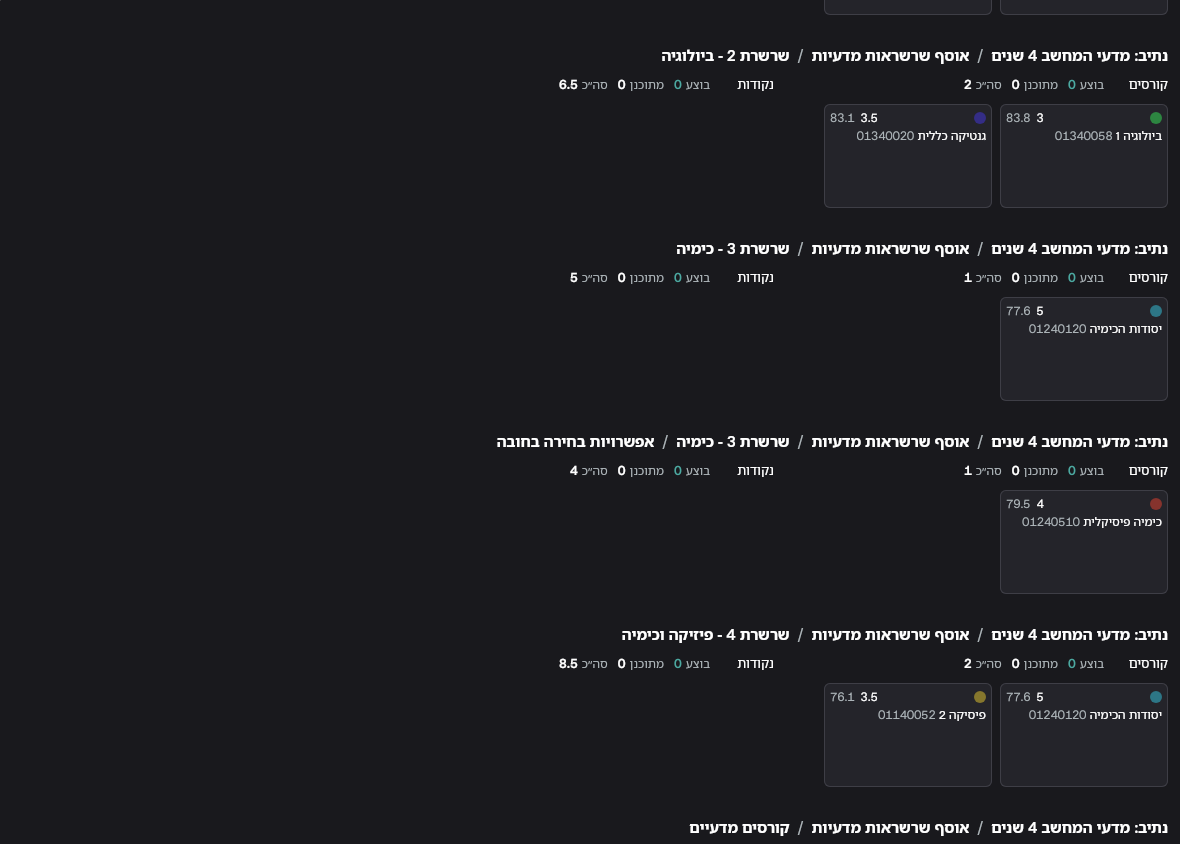 נתיב: מדעי המחשב 4 שנים / אוסף שרשראות מדעיות / שרשרת 2 - ביולוגיה
קורסים בוצע 0 מתוכנן 0 סה״כ 2 נקודות בוצע 0 מתוכנן 0 סה״כ 6.5
3 83.8
ביולוגיה 1 01340058
3.5 83.1
גנטיקה כללית 01340020
נתיב: מדעי המחשב 4 שנים / אוסף שרשראות מדעיות / שרשרת 3 - כימיה
קורסים בוצע 0 מתוכנן 0 סה״כ 1 נקודות בוצע 0 מתוכנן 0 סה״כ 5
5 77.6
יסודות הכימיה 01240120
נתיב: מדעי המחשב 4 שנים / אוסף שרשראות מדעיות / שרשרת 3 - כימיה / אפשרויות בחירה בחובה
קורסים בוצע 0 מתוכנן 0 סה״כ 1 נקודות בוצע 0 מתוכנן 0 סה״כ 4
4 79.5
כימיה פיסיקלית 01240510
נתיב: מדעי המחשב 4 שנים / אוסף שרשראות מדעיות / שרשרת 4 - פיזיקה וכימיה
קורסים בוצע 0 מתוכנן 0 סה״כ 2 נקודות בוצע 0 מתוכנן 0 סה״כ 8.5
5 77.6
יסודות הכימיה 01240120
3.5 76.1
פיסיקה 2 01140052
נתיב: מדעי המחשב 4 שנים / אוסף שרשראות מדעיות / קורסים מדעיים